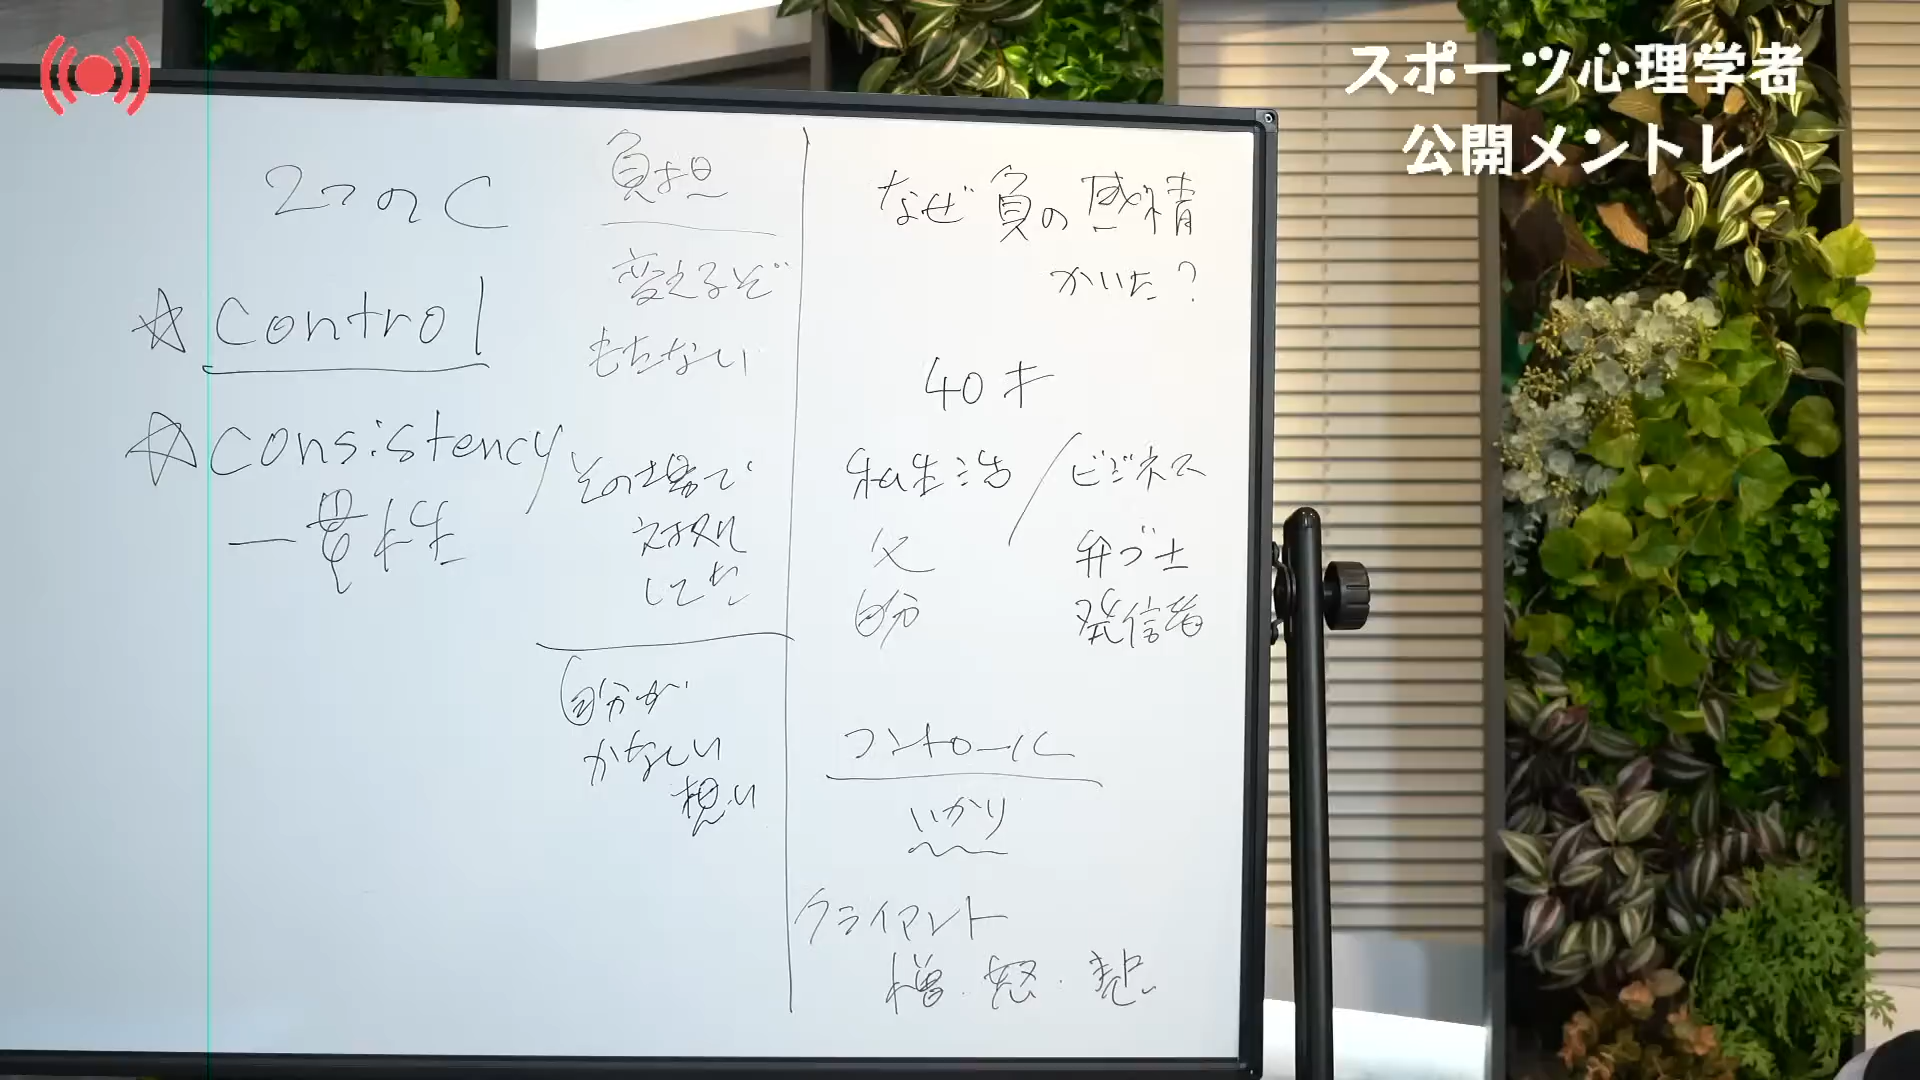 スポーツ心理学者
公開メントレ
2つのC
☆Control
☆Consistency
一貫性
負担
変えるぞ
もたない
その場で
対処
してた
自分が
かなしい
想い
なぜ負の感情
かいた?
40才
私生活/ビジネス
父 弁ゴ士
自分 発信者
コントロール
いかり
クライアント
憎・怒・悲